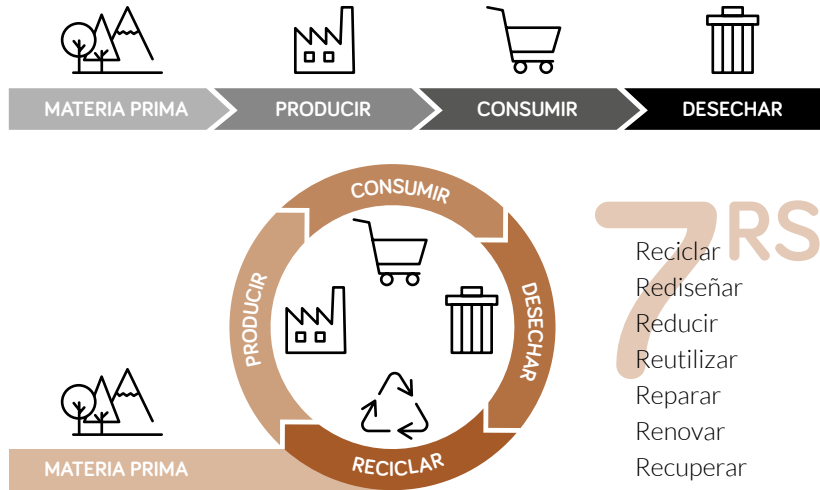 MATERIA PRIMA
PRODUCIR
CONSUMIR
DESECHAR
CONSUMIR
PRODUCIR
DESECHAR
RECICLAR
MATERIA PRIMA
7RS
Reciclar
Rediseñar
Reducir
Reutilizar
Reparar
Renovar
Recuperar